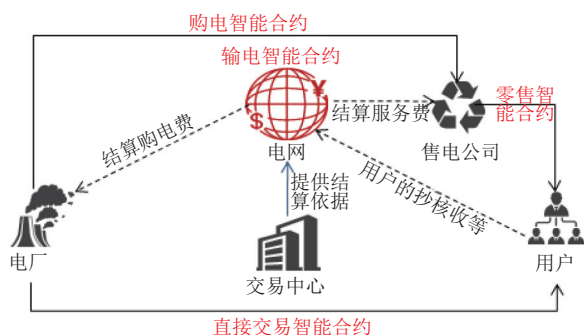 购电智能合约
输电智能合约
¥
$
零售智
能合约
结算购电费
结算服务费
电网
售电公司
提供结
算依据
用户的抄核收等
电厂
交易中心
用户
直接交易智能合约